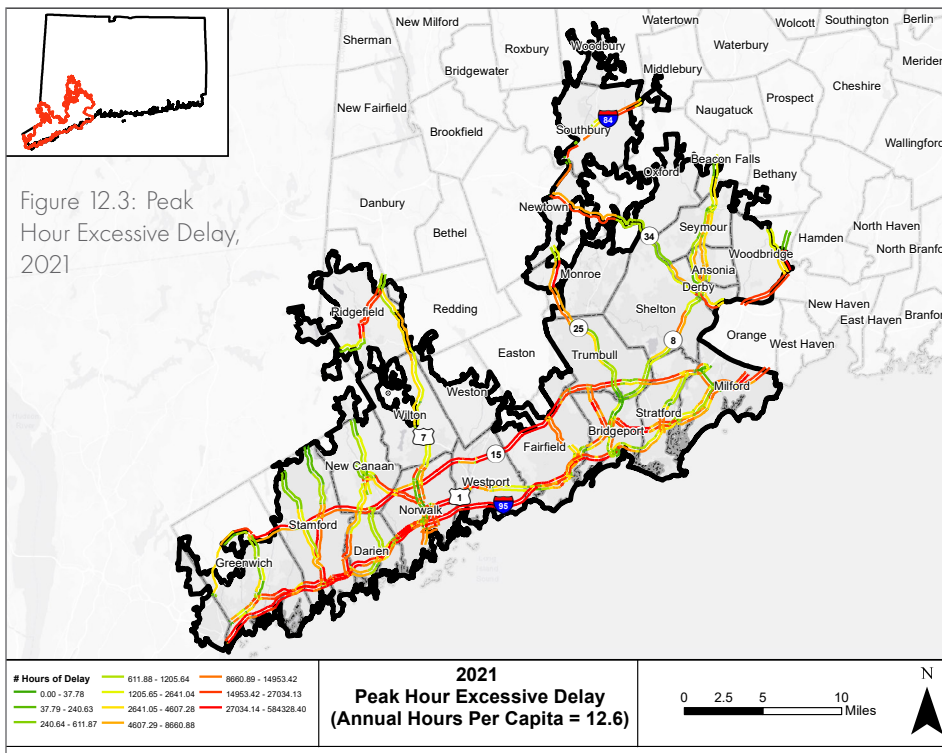 New Milford
Watertown
Wolcott
Southington
Berlin
Sherman
Roxbury
Woodbury
Waterbury
Bridgewater
Middlebury
Meriden
Cheshire
New Fairfield
Prospect
Naugatuck
84
Brookfield
Southbury
Wallingford
Beacon Falls
Oxford
Bethany
Figure 12.3: Peak
Hour Excessive Delay,
2021
Danbury
Newtown
Seymour
North Haven
Bethel
34
Hamden
North Branfo
Woodbridge
Monroe
Ansonia
Derby
Ridgefield
Redding
Shelton
New Haven
East Haven
Branfor
25
8
Orange
West Haven
Easton
Trumbull
Weston
Milford
Wilton
Stratford
7
Bridgeport
Fairfield
15
New Canaan
Westport
1
95
Norwalk
Stamford
Darien
Greenwich
# Hours of Delay
0.00 - 37.78
37.79 - 240.63
240.64 - 611.87
611.88 - 1205.64
1205.65 - 2641.04
2641.05 - 4607.28
4607.29 - 8660.88
8660.89 - 14953.42
14953.42 - 27034.13
27034.14 - 584328.40
2021
Peak Hour Excessive Delay
(Annual Hours Per Capita = 12.6)
0 2.5 5 10
Miles
N